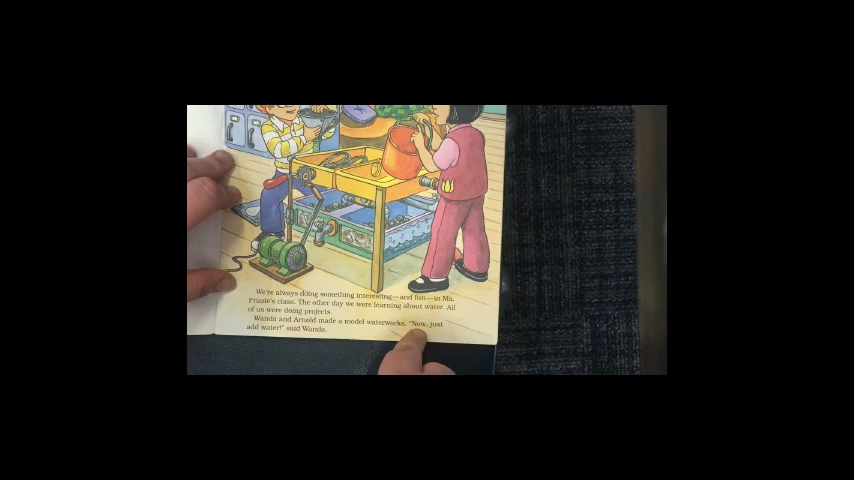 We're always doing something interesting—and fun—in Ms.
Frizzle's class. The other day we were learning about water. All
of us were doing projects.
Wanda and Arnold made a model waterworks. "Now, just
add water!" said Wanda.